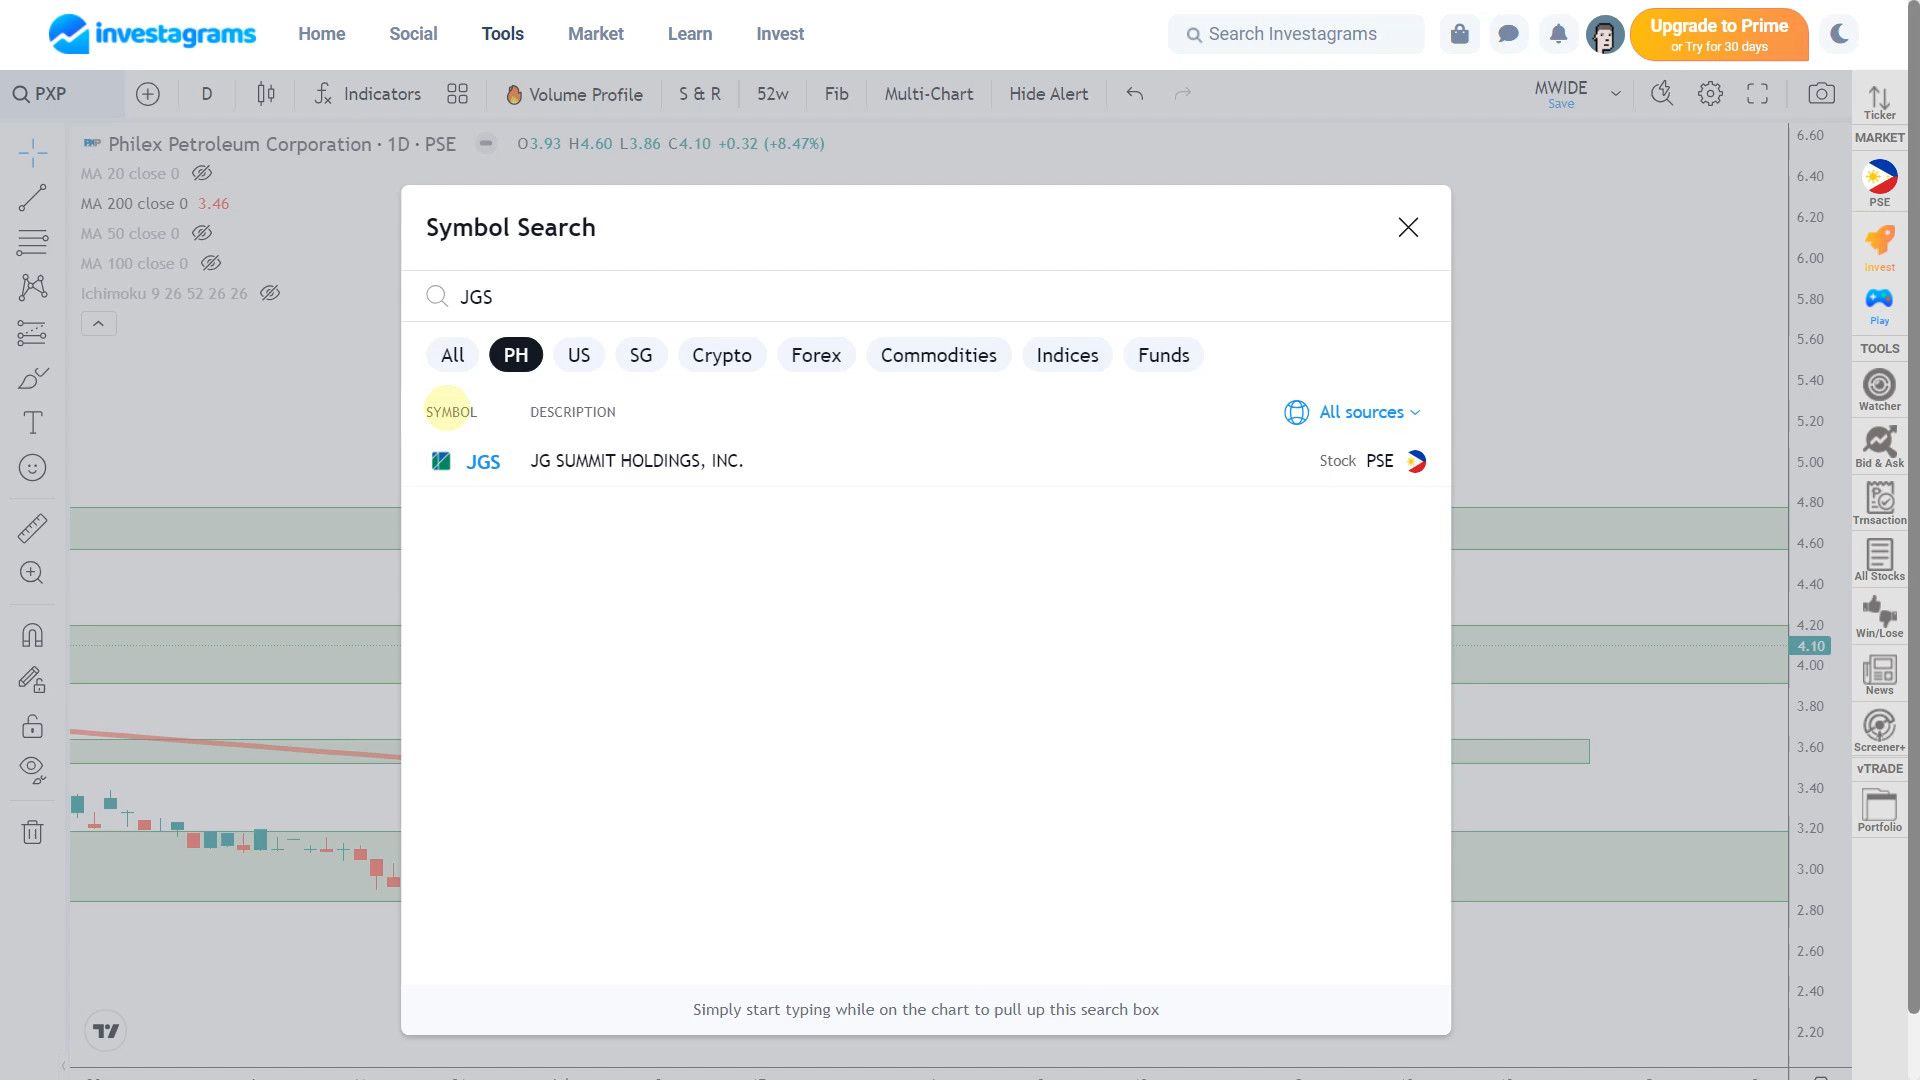 investagrams
Home
Social
Tools
Market
Learn
Invest
Search Investagrams
Upgrade to Prime
or Try for 30 days
PXP
D
Indicators
Volume Profile
S & R
52w
Fib
Multi-Chart
Hide Alert
MWIDE
Save
Philex Petroleum Corporation · 1D · PSE
O3.93 H4.60 L3.86 C4.10 +0.32 (+8.47%)
MA 20 close 0
MA 200 close 0 3.46
MA 50 close 0
MA 100 close 0
Ichimoku 9 26 52 26 26
Symbol Search
JGS
All
PH
US
SG
Crypto
Forex
Commodities
Indices
Funds
SYMBOL
DESCRIPTION
All sources
JGS
JG SUMMIT HOLDINGS, INC.
Stock PSE
Simply start typing while on the chart to pull up this search box
6.60
6.40
6.20
6.00
5.80
5.60
5.40
5.20
5.00
4.80
4.60
4.40
4.20
4.10
4.00
3.80
3.60
3.40
3.20
3.00
2.80
2.60
2.40
2.20
Ticker
MARKET
PSE
Invest
Play
TOOLS
Watcher
Bid & Ask
Trnsaction
All Stocks
Win/Lose
News
Screener+
vTRADE
Portfolio